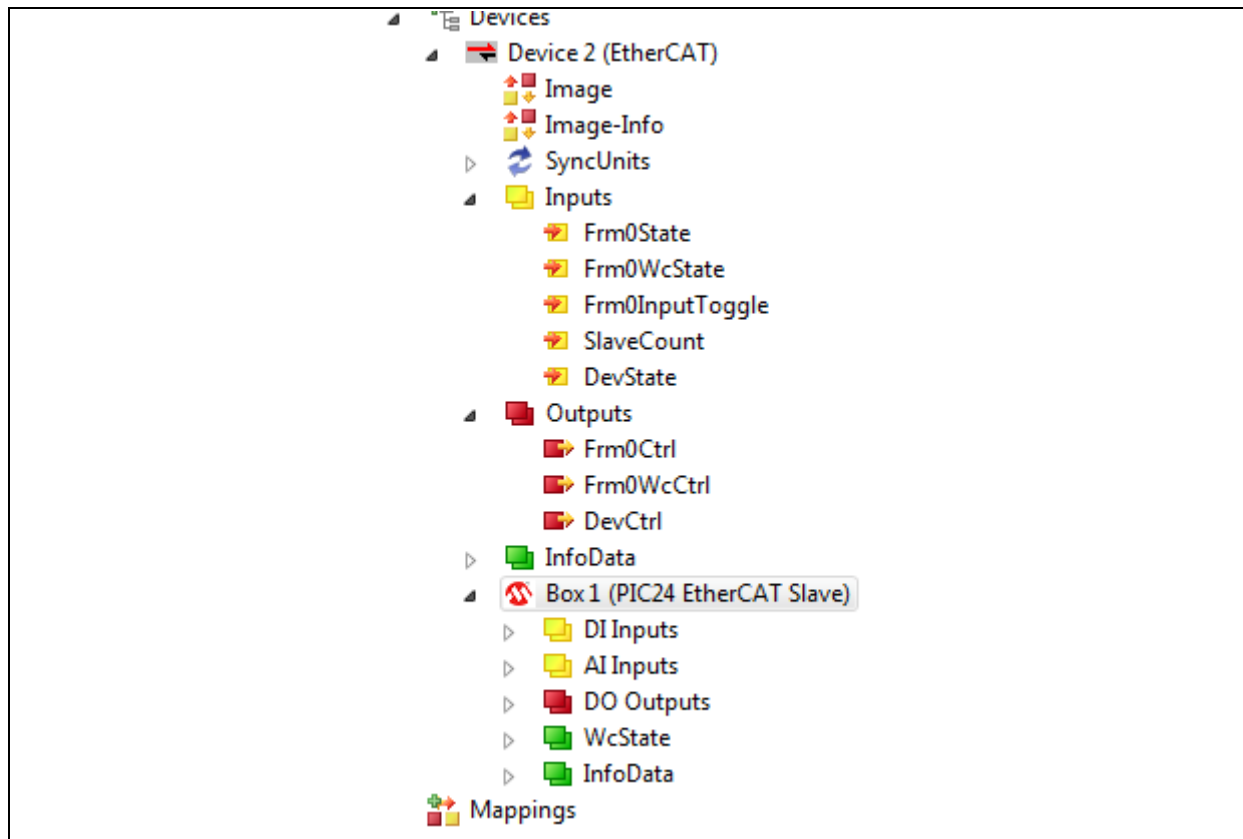 Devices
Device 2 (EtherCAT)
Image
Image-Info
SyncUnits
Inputs
Frm0State
Frm0WcState
Frm0InputToggle
SlaveCount
DevState
Outputs
Frm0Ctrl
Frm0WcCtrl
DevCtrl
InfoData
Box 1 (PIC24 EtherCAT Slave)
DI Inputs
AI Inputs
DO Outputs
WcState
InfoData
Mappings